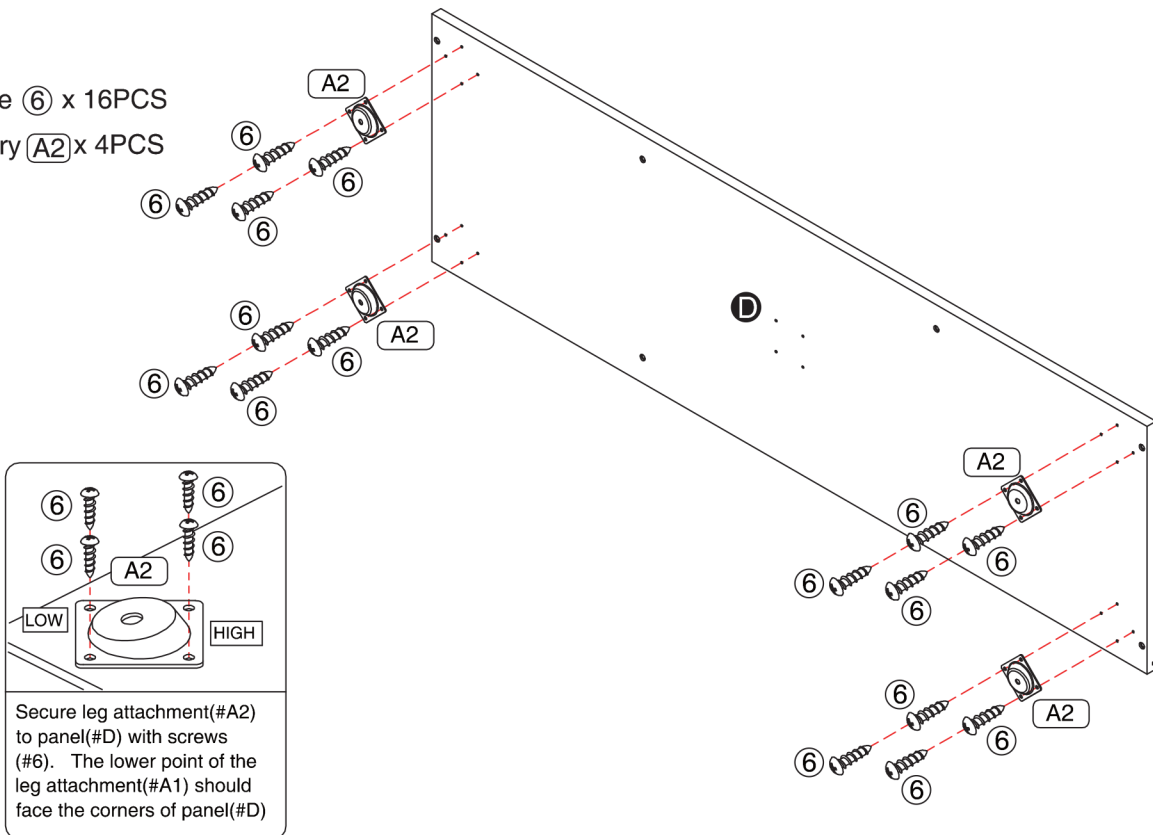 e ⑥ x 16PCS
ry A2 x 4PCS
A2
⑥
⑥
⑥
⑥
⑥
⑥
A2
⑥
⑥
D
A2
⑥
⑥
⑥
⑥
⑥
A2
⑥
⑥
⑥
⑥ ⑥
⑥ ⑥
A2
LOW
HIGH
Secure leg attachment(#A2)
to panel(#D) with screws
(#6). The lower point of the
leg attachment(#A1) should
face the corners of panel(#D)